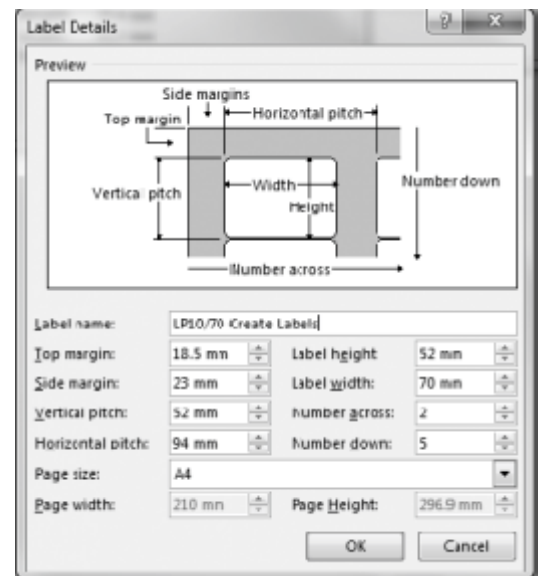 Label Details
Preview
Side margins
Top margin
Horizontal pitch
Vertical pitch
Width
Height
Number down
Number across
Label name: LP10/70 Create Labels
Top margin: 18.5 mm Label height 52 mm
Side margin: 23 mm Label width: 70 mm
Vertical pitch: 52 mm Number across: 2
Horizontal pitch: 94 mm Number down: 5
Page size: A4
Page width: 210 mm Page Height: 296.9 mm
OK Cancel